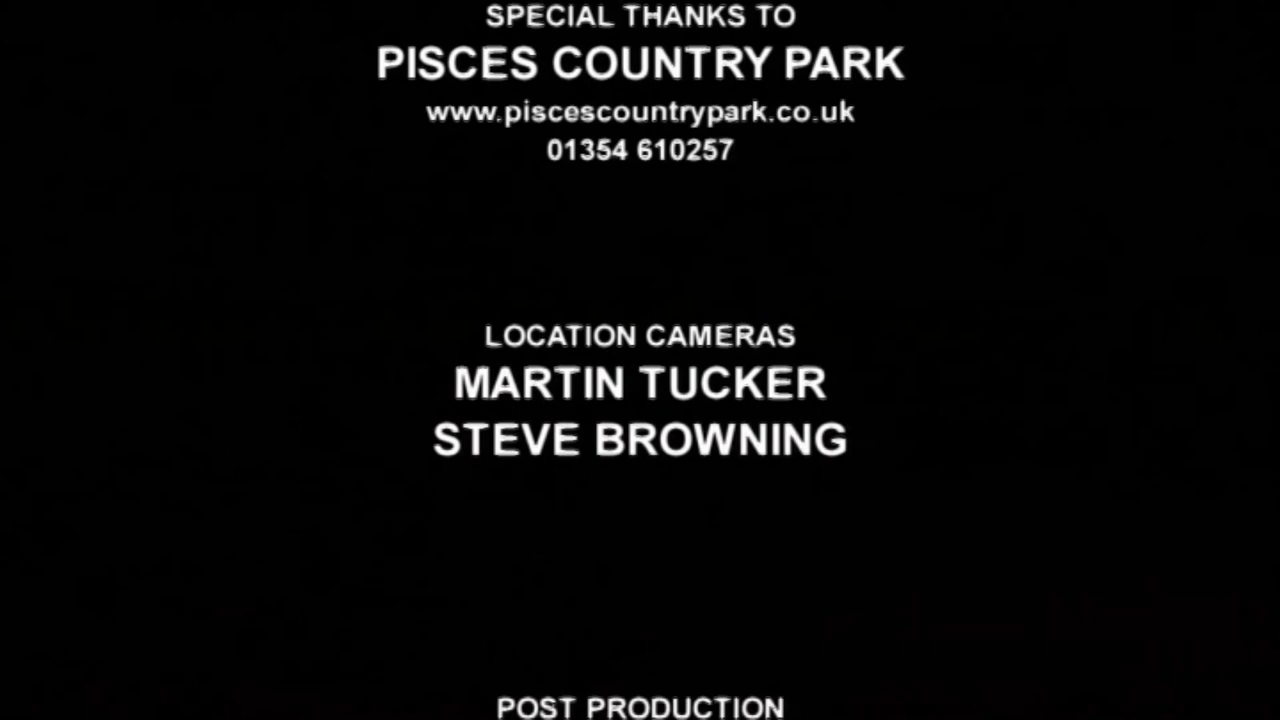 SPECIAL THANKS TO
PISCES COUNTRY PARK
www.piscescountrypark.co.uk
01354 610257
LOCATION CAMERAS
MARTIN TUCKER
STEVE BROWNING
POST PRODUCTION